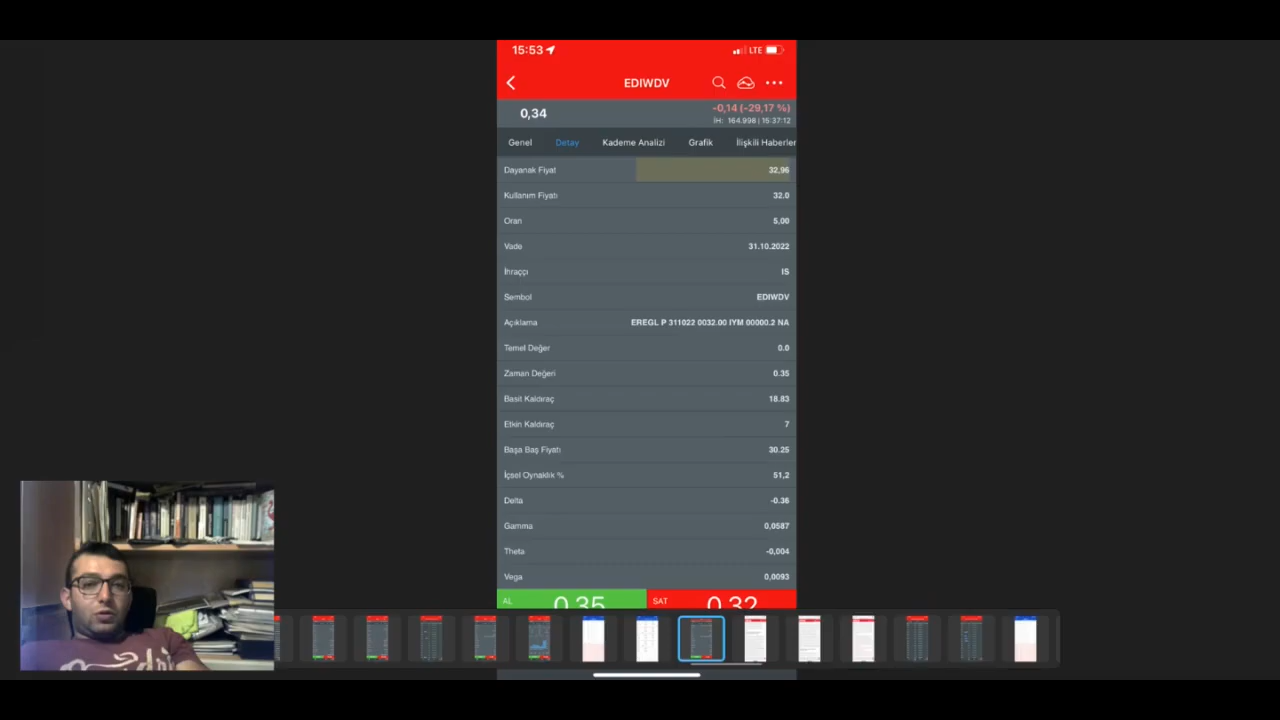 15:53 LTE
EDIWDV
0,34 -0,14 (-29,17 %)
İH: 164.998 | 15:37:12
Genel Detay Kademe Analizi Grafik İlişkili Haberler
Dayanak Fiyat 32,96
Kullanım Fiyatı 32.0
Oran 5,00
Vade 31.10.2022
İhraççı IS
Sembol EDIWDV
Açıklama EREGL P 311022 0032.00 IYM 00000.2 NA
Temel Değer 0.0
Zaman Değeri 0.35
Basit Kaldıraç 18.83
Etkin Kaldıraç 7
Başa Baş Fiyatı 30.25
İçsel Oynaklık % 51,2
Delta -0.36
Gamma 0,0587
Theta -0,004
Vega 0,0093
AL 0.35 SAT 0.32